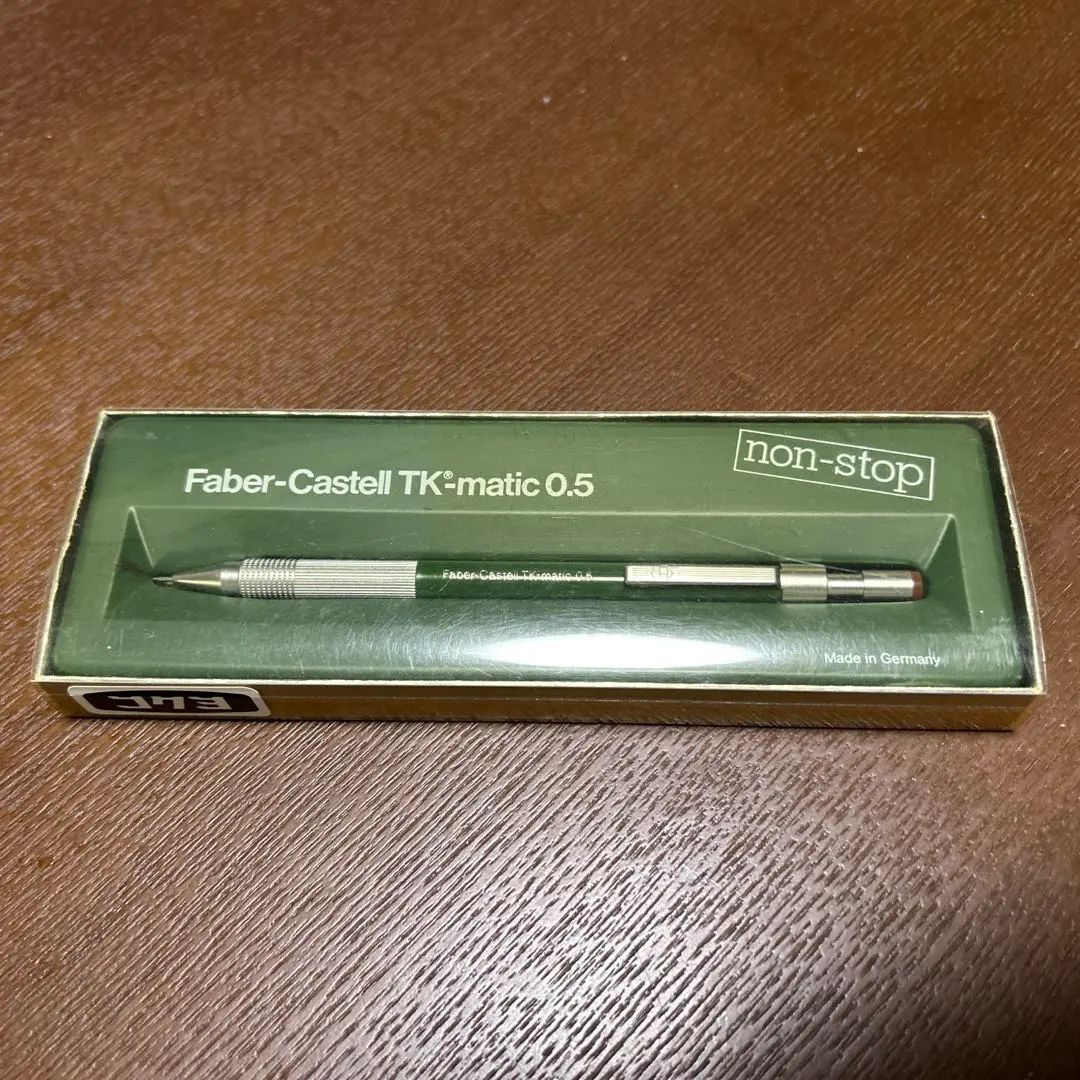 Faber-Castell TK®-matic 0.5
non-stop
Faber-Castell TK-matic 0.5
Made in Germany